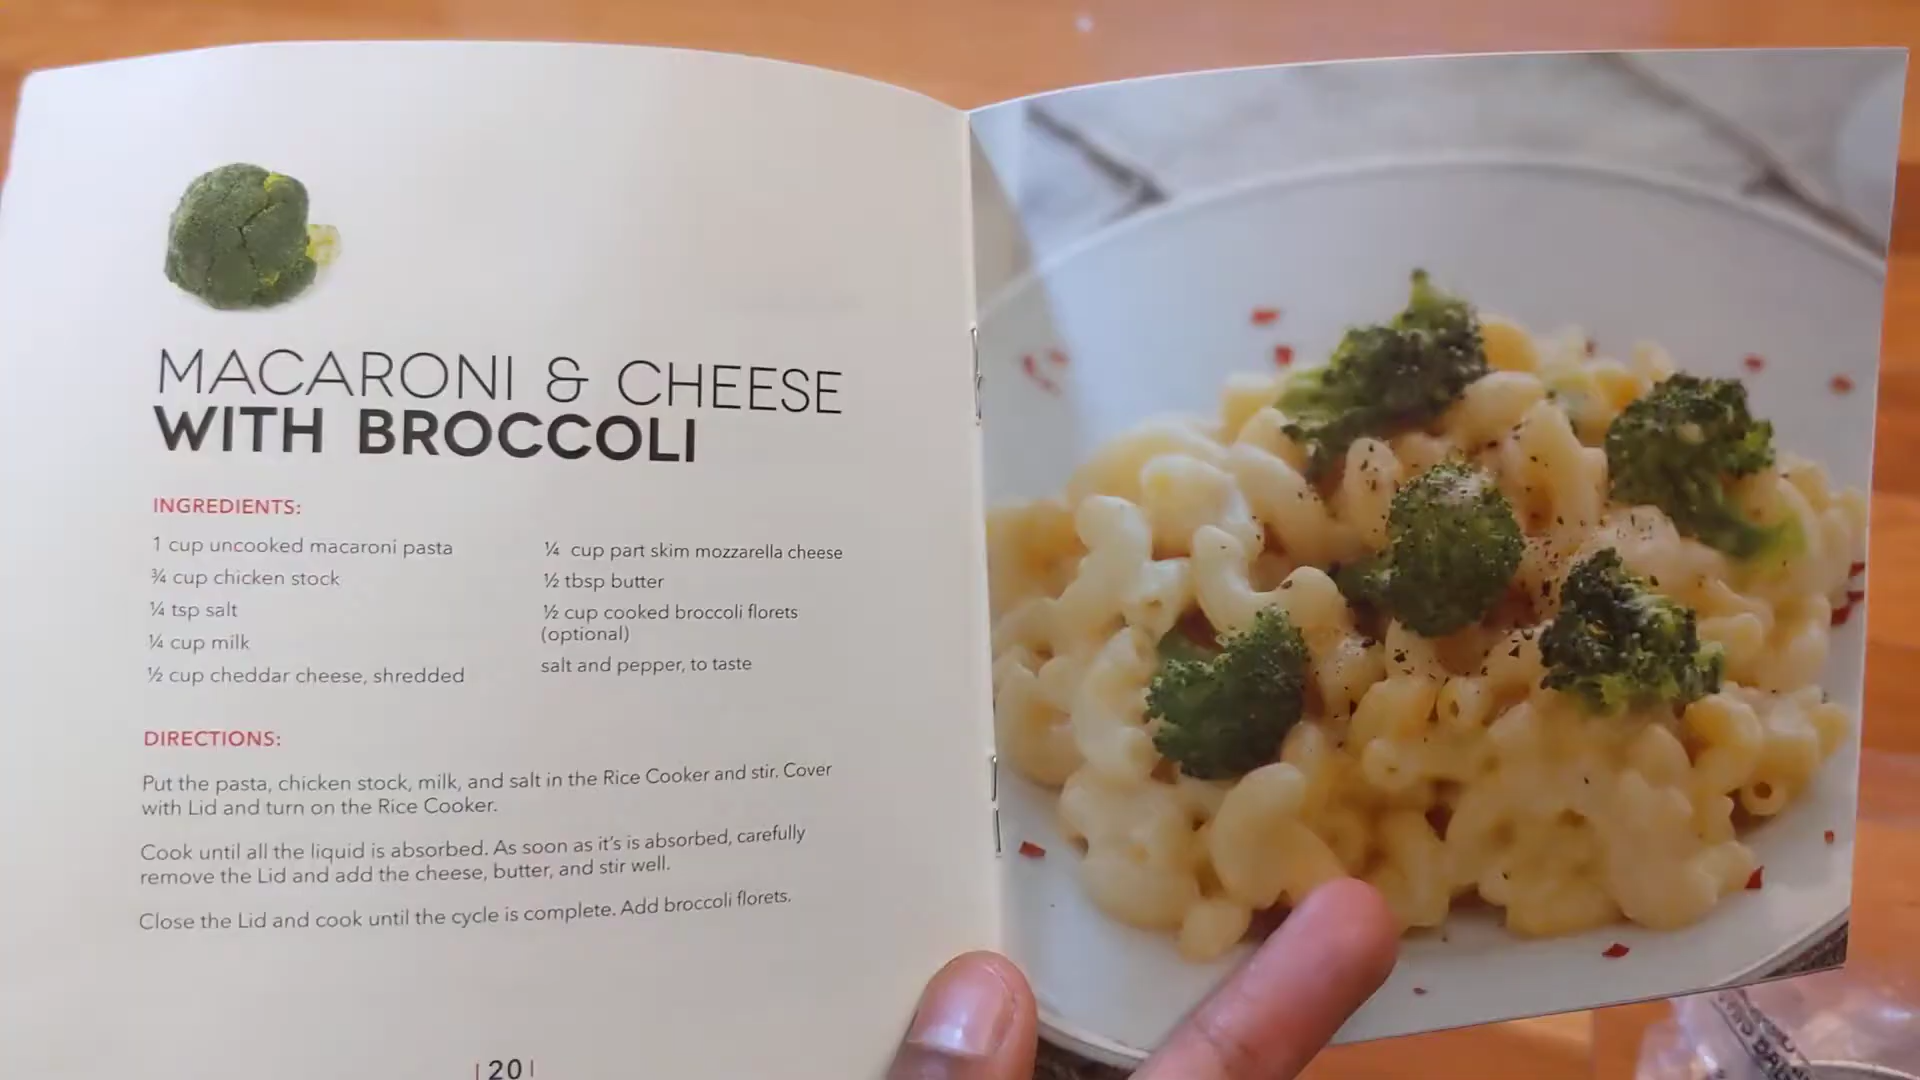 MACARONI & CHEESE
WITH BROCCOLI
INGREDIENTS:
1 cup uncooked macaroni pasta
¾ cup chicken stock
¼ tsp salt
¼ cup milk
½ cup cheddar cheese, shredded
¼ cup part skim mozzarella cheese
½ tbsp butter
½ cup cooked broccoli florets
(optional)
salt and pepper, to taste
DIRECTIONS:
Put the pasta, chicken stock, milk, and salt in the Rice Cooker and stir. Cover
with Lid and turn on the Rice Cooker.
Cook until all the liquid is absorbed. As soon as it's is absorbed, carefully
remove the Lid and add the cheese, butter, and stir well.
Close the Lid and cook until the cycle is complete. Add broccoli florets.
| 20 |